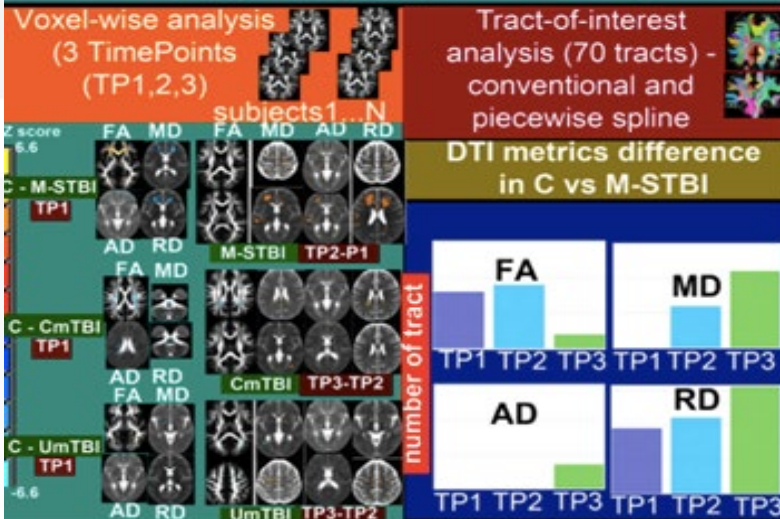 Voxel-wise analysis
(3 TimePoints
(TP1,2,3)
subjects1...N
Tract-of-interest
analysis (70 tracts) -
conventional and
piecewise spline
Z score
6.6
FA MD
FA MD AD RD
C - M-STBI
TP1
AD RD
M-STBI TP2-P1
FA MD
C - CmTBI
TP1
AD RD
CmTBI TP3-TP2
FA MD
C - UmTBI
TP1
-6.6
AD RD
UmTBI TP3-TP2
DTI metrics difference
in C vs M-STBI
number of tract
FA
TP1 TP2 TP3
MD
TP1 TP2 TP3
AD
TP1 TP2 TP3
RD
TP1 TP2 TP3